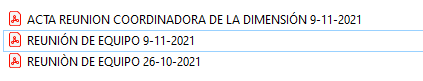 ACTA REUNION COORDINADORA DE LA DIMENSIÓN 9-11-2021
REUNIÓN DE EQUIPO 9-11-2021
REUNIÒN DE EQUIPO 26-10-2021